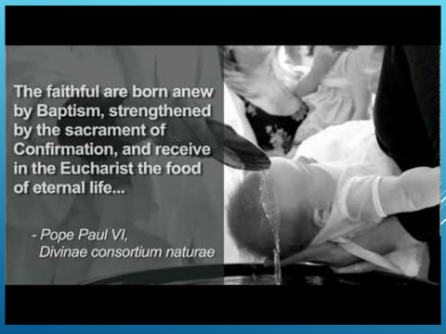 The faithful are born anew
by Baptism, strengthened
by the sacrament of
Confirmation, and receive
in the Eucharist the food
of eternal life...
- Pope Paul VI,
Divinae consortium naturae